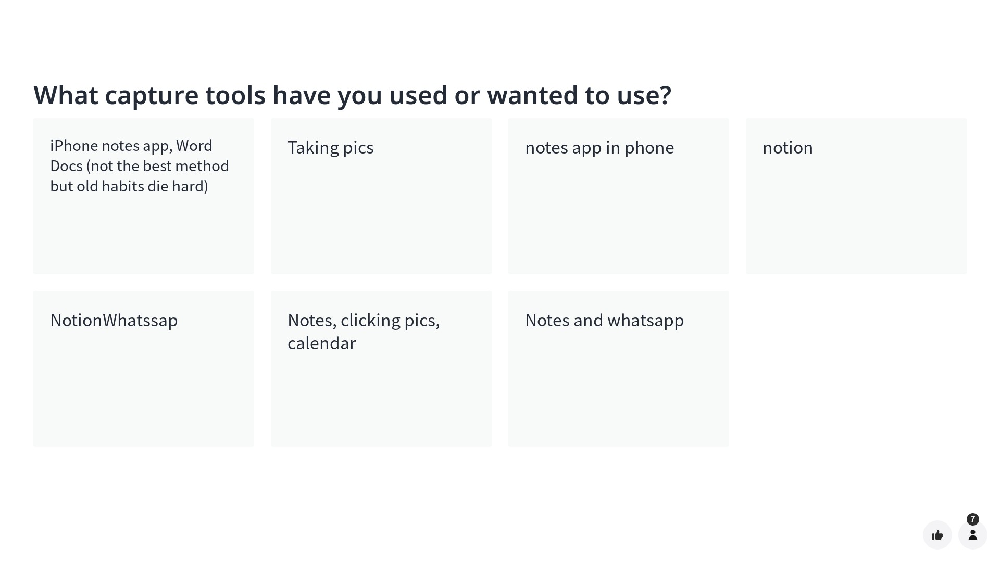 What capture tools have you used or wanted to use?
iPhone notes app, Word
Docs (not the best method
but old habits die hard)
Taking pics
notes app in phone
notion
NotionWhatssap
Notes, clicking pics,
calendar
Notes and whatsapp
7